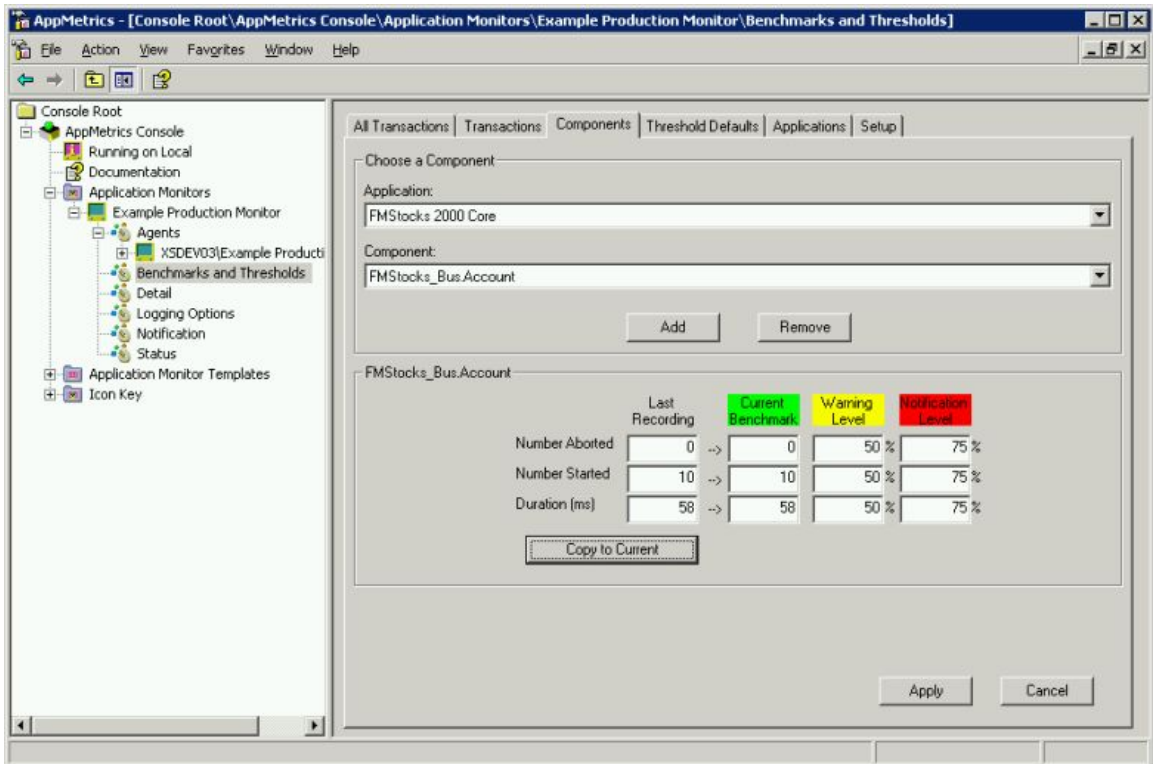 AppMetrics - [Console Root\AppMetrics Console\Application Monitors\Example Production Monitor\Benchmarks and Thresholds]
File Action View Favorites Window Help
Console Root
AppMetrics Console
Running on Local
Documentation
Application Monitors
Example Production Monitor
Agents
XSDEV03\Example Producti
Benchmarks and Thresholds
Detail
Logging Options
Notification
Status
Application Monitor Templates
Icon Key
All Transactions Transactions Components Threshold Defaults Applications Setup
Choose a Component
Application:
FMStocks 2000 Core
Component:
FMStocks_Bus.Account
Add Remove
FMStocks_Bus.Account
Last Current Warning Notification
Recording Benchmark Level Level
Number Aborted 0 --> 0 50 % 75 %
Number Started 10 --> 10 50 % 75 %
Duration (ms) 58 --> 58 50 % 75 %
Copy to Current
Apply Cancel